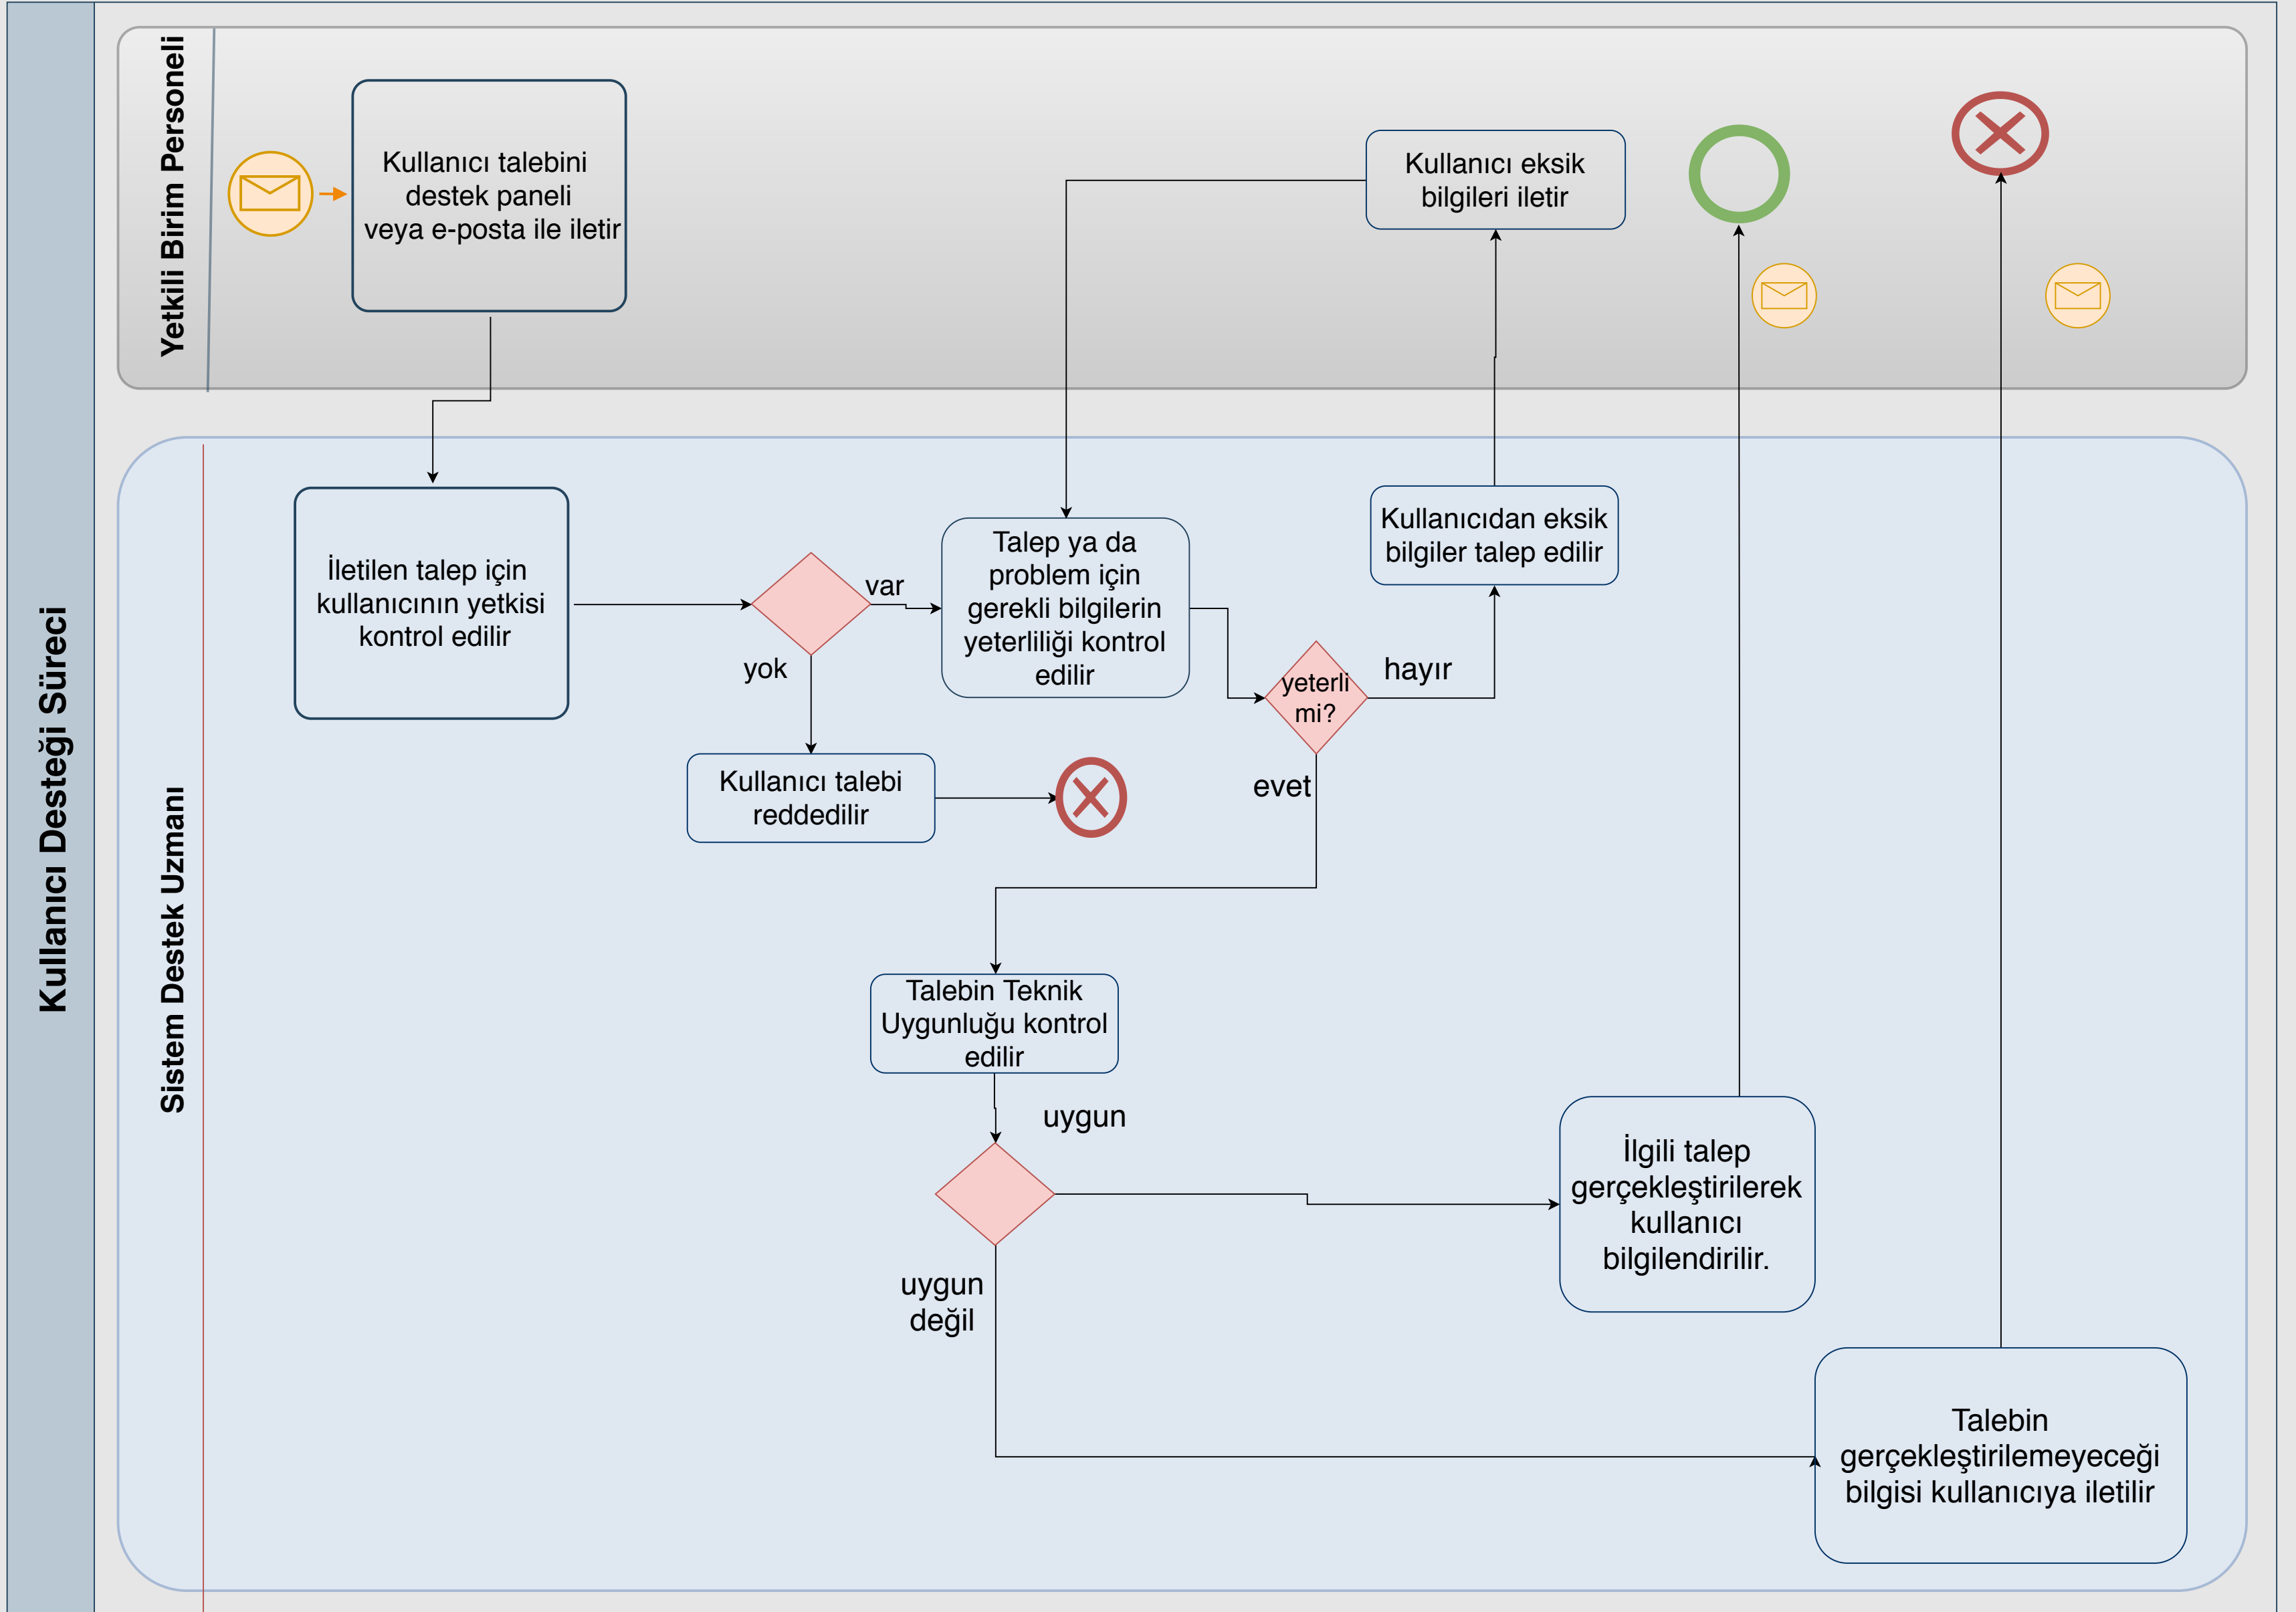 Kullanıcı Desteği Süreci
Yetkili Birim Personeli
Kullanıcı talebini
destek paneli
veya e-posta ile iletir
Kullanıcı eksik
bilgileri iletir
Sistem Destek Uzmanı
İletilen talep için
kullanıcının yetkisi
kontrol edilir
var
yok
Talep ya da
problem için
gerekli bilgilerin
yeterliliği kontrol
edilir
Kullanıcıdan eksik
bilgiler talep edilir
yeterli
mi?
hayır
evet
Kullanıcı talebi
reddedilir
Talebin Teknik
Uygunluğu kontrol
edilir
uygun
uygun
değil
İlgili talep
gerçekleştirilerek
kullanıcı
bilgilendirilir.
Talebin
gerçekleştirilemeyeceği
bilgisi kullanıcıya iletilir